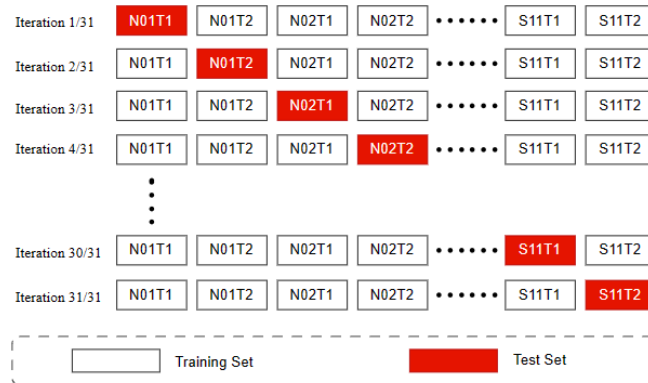 Iteration 1/31 N01T1 N01T2 N02T1 N02T2 S11T1 S11T2
Iteration 2/31 N01T1 N01T2 N02T1 N02T2 S11T1 S11T2
Iteration 3/31 N01T1 N01T2 N02T1 N02T2 S11T1 S11T2
Iteration 4/31 N01T1 N01T2 N02T1 N02T2 S11T1 S11T2
Iteration 30/31 N01T1 N01T2 N02T1 N02T2 S11T1 S11T2
Iteration 31/31 N01T1 N01T2 N02T1 N02T2 S11T1 S11T2
Training Set Test Set